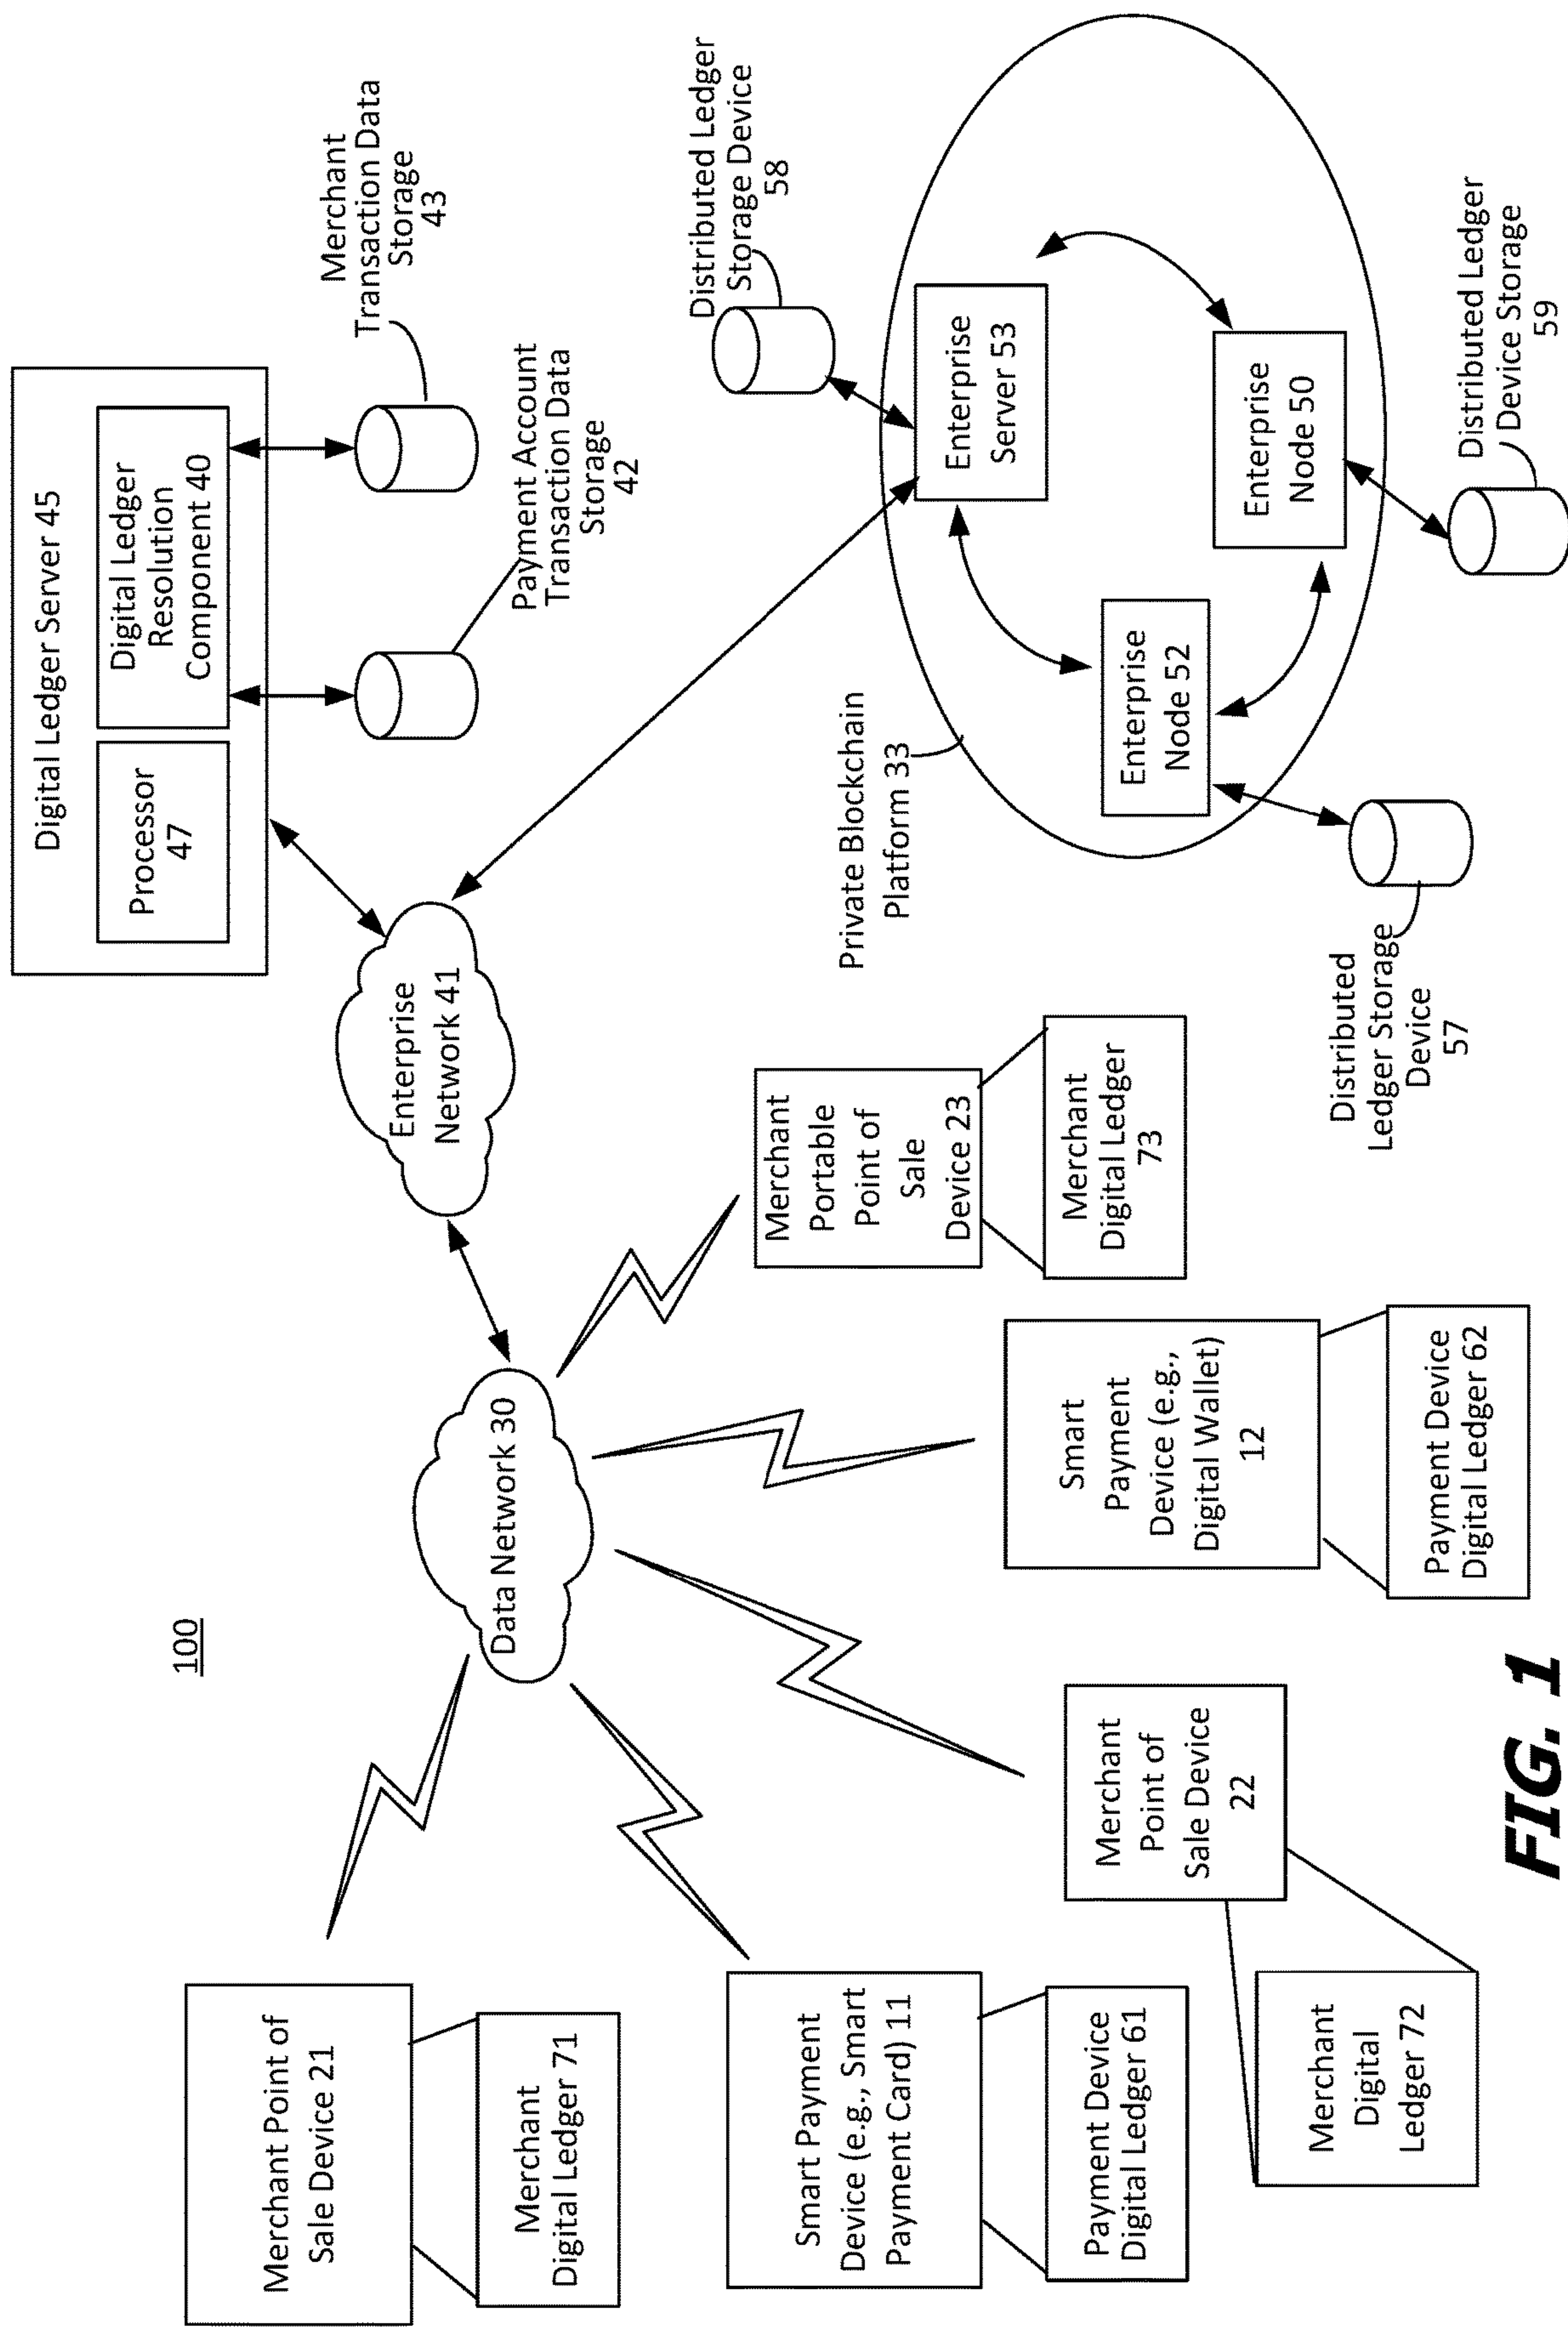 100
Digital Ledger Server 45
Processor
47
Digital Ledger
Resolution
Component 40
Merchant
Transaction Data
Storage
43
Payment Account
Transaction Data
Storage
42
Enterprise
Network 41
Data Network 30
Merchant Point of
Sale Device 21
Merchant
Digital Ledger 71
Smart Payment
Device (e.g., Smart
Payment Card) 11
Payment Device
Digital Ledger 61
Merchant
Point of
Sale Device
22
Merchant
Digital
Ledger 72
Smart
Payment
Device (e.g.,
Digital Wallet)
12
Payment Device
Digital Ledger 62
Merchant
Portable
Point of
Sale
Device 23
Merchant
Digital Ledger
73
Private Blockchain
Platform 33
Distributed Ledger
Storage Device
58
Enterprise
Server 53
Enterprise
Node 52
Enterprise
Node 50
Distributed
Ledger Storage
Device
57
Distributed Ledger
Device Storage
59
FIG. 1